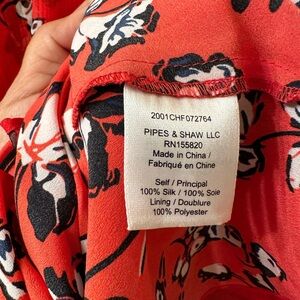 2001CHF072764
PIPES & SHAW LLC
RN155820
Made in China /
Fabriqué en Chine
Self / Principal
100% Silk / 100% Soie
Lining / Doublure
100% Polyester